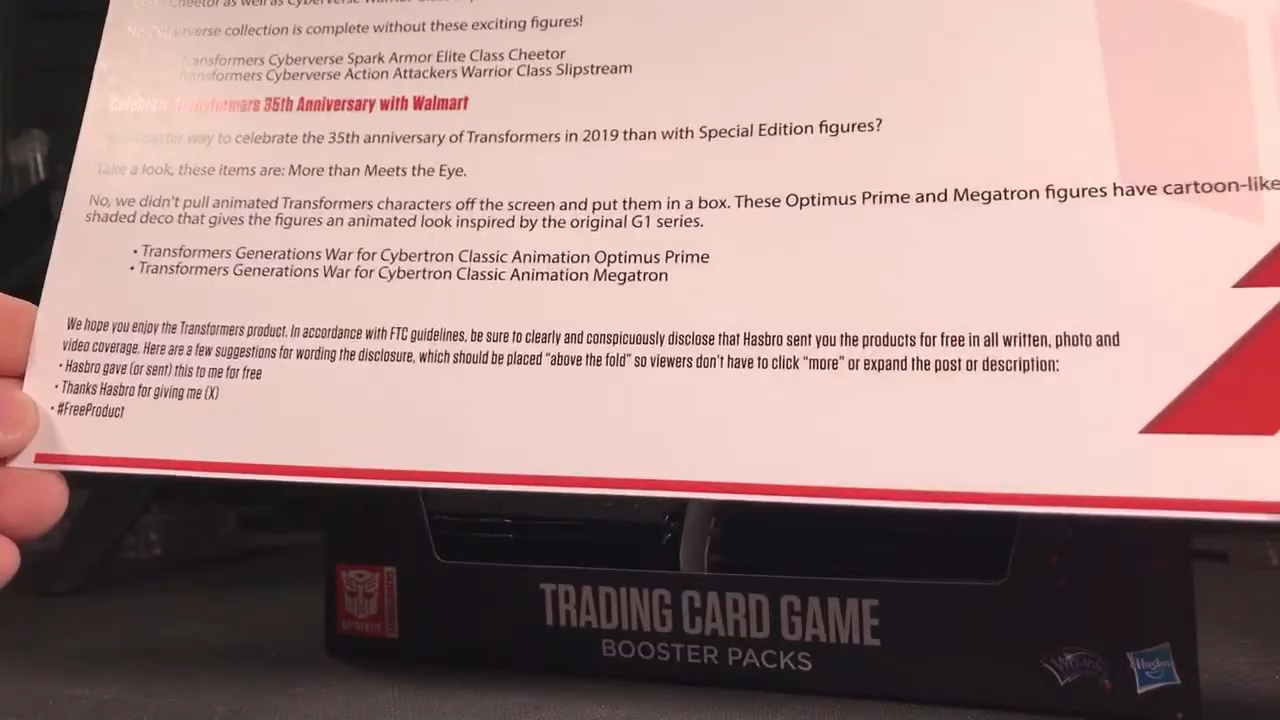 Cheetor as well as Cyberverse Warrior Class
No Cyberverse collection is complete without these exciting figures!
Transformers Cyberverse Spark Armor Elite Class Cheetor
Transformers Cyberverse Action Attackers Warrior Class Slipstream
Celebrate Transformers 35th Anniversary with Walmart
better way to celebrate the 35th anniversary of Transformers in 2019 than with Special Edition figures?
Take a look, these items are: More than Meets the Eye.
No, we didn't pull animated Transformers characters off the screen and put them in a box. These Optimus Prime and Megatron figures have cartoon-like
shaded deco that gives the figures an animated look inspired by the original G1 series.
• Transformers Generations War for Cybertron Classic Animation Optimus Prime
• Transformers Generations War for Cybertron Classic Animation Megatron
We hope you enjoy the Transformers product. In accordance with FTC guidelines, be sure to clearly and conspicuously disclose that Hasbro sent you the products for free in all written, photo and
video coverage. Here are a few suggestions for wording the disclosure, which should be placed "above the fold" so viewers don't have to click "more" or expand the post or description:
• Hasbro gave (or sent) this to me for free
• Thanks Hasbro for giving me (X)
• #FreeProduct
TRADING CARD GAME
BOOSTER PACKS
Wizards
Hasbro